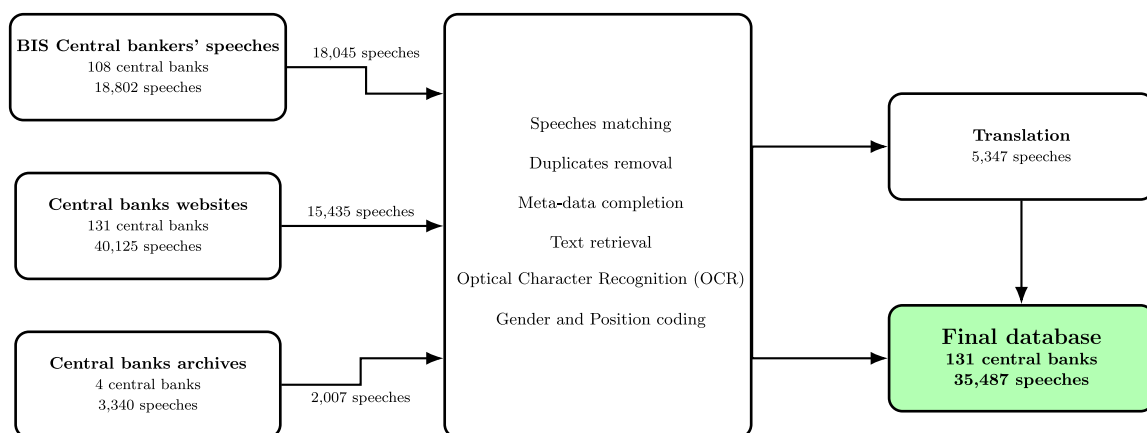 BIS Central bankers' speeches
108 central banks
18,802 speeches
18,045 speeches
Central banks websites
131 central banks
40,125 speeches
15,435 speeches
Central banks archives
4 central banks
3,340 speeches
2,007 speeches
Speeches matching
Duplicates removal
Meta-data completion
Text retrieval
Optical Character Recognition (OCR)
Gender and Position coding
Translation
5,347 speeches
Final database
131 central banks
35,487 speeches